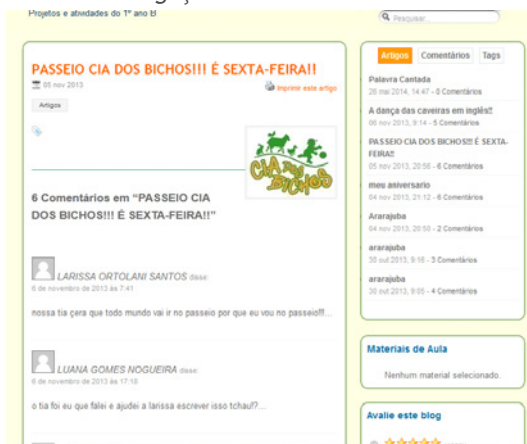 Projetos e atividades do 1º ano B
Pesquisar...
PASSEIO CIA DOS BICHOS!!! É SEXTA-FEIRA!!
05 nov 2013
Imprimir este artigo
Artigos
CIA DOS BICHOS
6 Comentários em “PASSEIO CIA
DOS BICHOS!!! É SEXTA-FEIRA!!”
LARISSA ORTOLANI SANTOS disse:
6 de novembro de 2013 às 7:41
nossa tia çera que todo mundo vai ir no passeio por que eu vou no passeio!!!...
LUANA GOMES NOGUEIRA disse:
6 de novembro de 2013 às 17:18
o tia foi eu que falei e ajudei a larissa escrever isso tchau!?...
Artigos Comentários Tags
Palavra Cantada
26 mai 2014, 14:47 - 0 Comentários
A dança das caveiras em inglês!!
06 nov 2013, 9:14 - 5 Comentários
PASSEIO CIA DOS BICHOS!!! É SEXTA-
FEIRA!!
05 nov 2013, 20:56 - 6 Comentários
meu aniversario
04 nov 2013, 21:12 - 6 Comentários
Ararajuba
04 nov 2013, 20:50 - 2 Comentários
ararajuba
30 out 2013, 9:16 - 3 Comentários
ararajuba
30 out 2013, 9:05 - 4 Comentários
Materiais de Aula
Nenhum material selecionado.
Avalie este blog